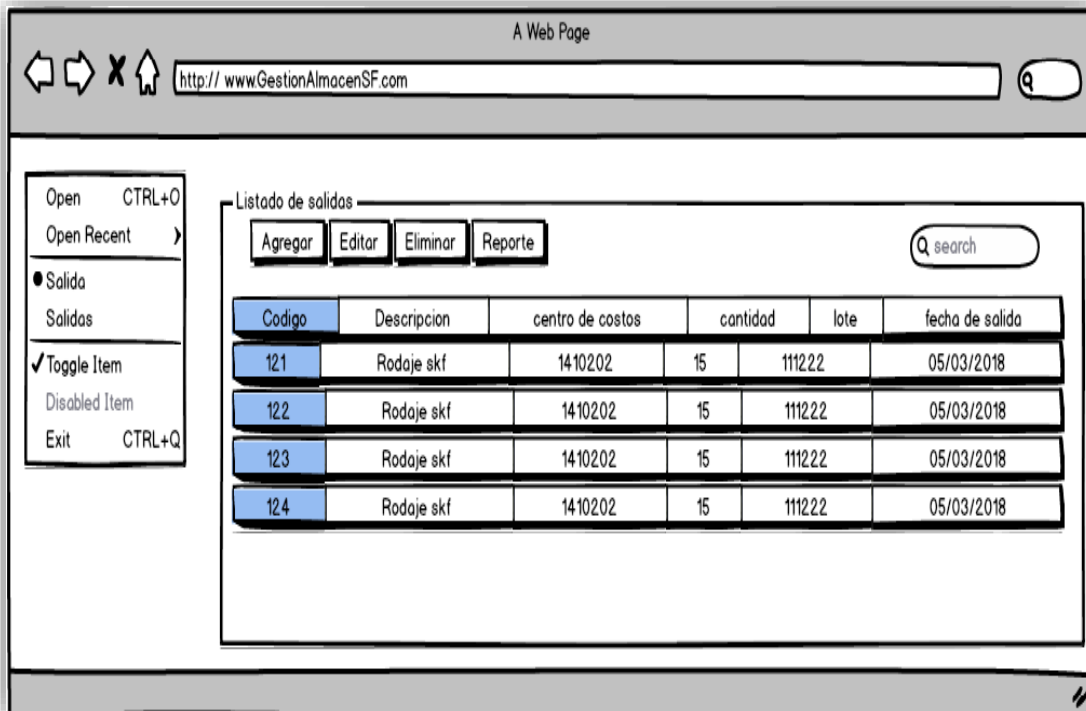 A Web Page
http:// www.GestionAlmacenSF.com
Open CTRL+O
Open Recent
Salida
Salidas
Toggle Item
Disabled Item
Exit CTRL+Q
Listado de salidas
Agregar Editar Eliminar Reporte search
Codigo Descripcion centro de costos cantidad lote fecha de salida
121 Rodaje skf 1410202 15 111222 05/03/2018
122 Rodaje skf 1410202 15 111222 05/03/2018
123 Rodaje skf 1410202 15 111222 05/03/2018
124 Rodaje skf 1410202 15 111222 05/03/2018